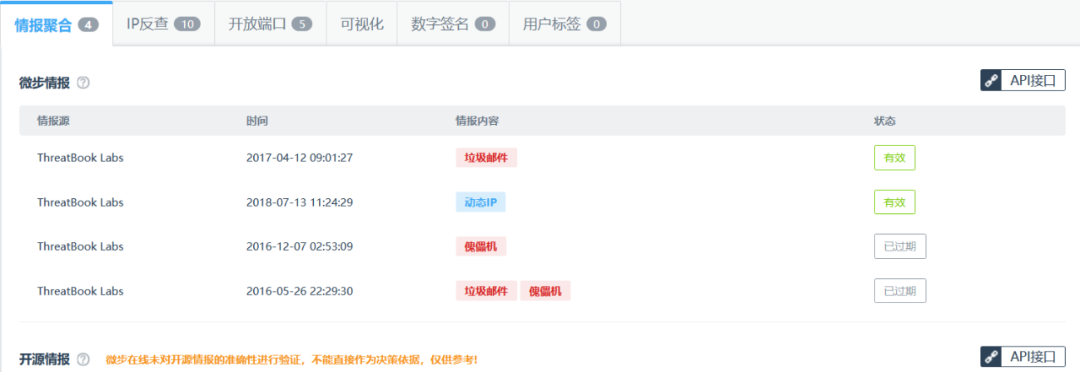 情报聚合 4 IP反查 10 开放端口 5 可视化 数字签名 0 用户标签 0
微步情报 ? API接口
情报源 时间 情报内容 状态
ThreatBook Labs 2017-04-12 09:01:27 垃圾邮件 有效
ThreatBook Labs 2018-07-13 11:24:29 动态IP 有效
ThreatBook Labs 2016-12-07 02:53:09 傀儡机 已过期
ThreatBook Labs 2016-05-26 22:29:30 垃圾邮件 傀儡机 已过期
开源情报 ? 微步在线未对开源情报的准确性进行验证，不能直接作为决策依据，仅供参考! API接口